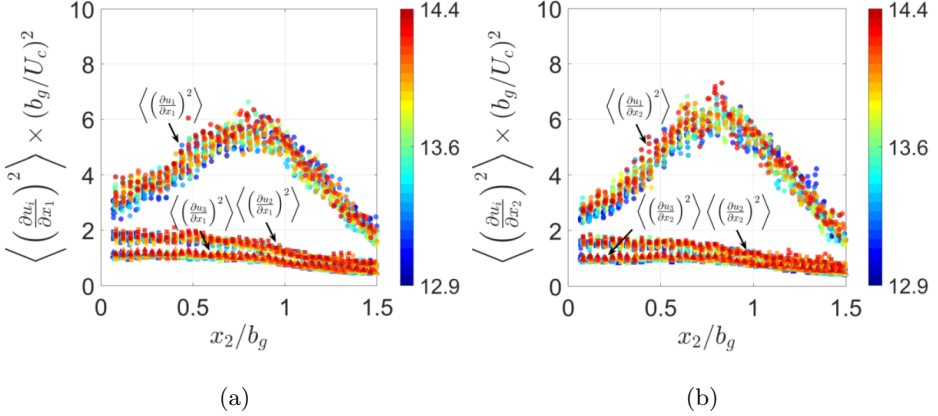 ⟨(∂u_i/∂x_1)^2⟩ × (b_g/U_c)^2
10
8
6
4
2
0
0 0.5 1 1.5
x_2/b_g
⟨(∂u_1/∂x_1)^2⟩
⟨(∂u_3/∂x_1)^2⟩ ⟨(∂u_2/∂x_1)^2⟩
14.4
13.6
12.9
(a)
⟨(∂u_i/∂x_2)^2⟩ × (b_g/U_c)^2
10
8
6
4
2
0
0 0.5 1 1.5
x_2/b_g
⟨(∂u_1/∂x_2)^2⟩
⟨(∂u_3/∂x_2)^2⟩ ⟨(∂u_2/∂x_2)^2⟩
14.4
13.6
12.9
(b)